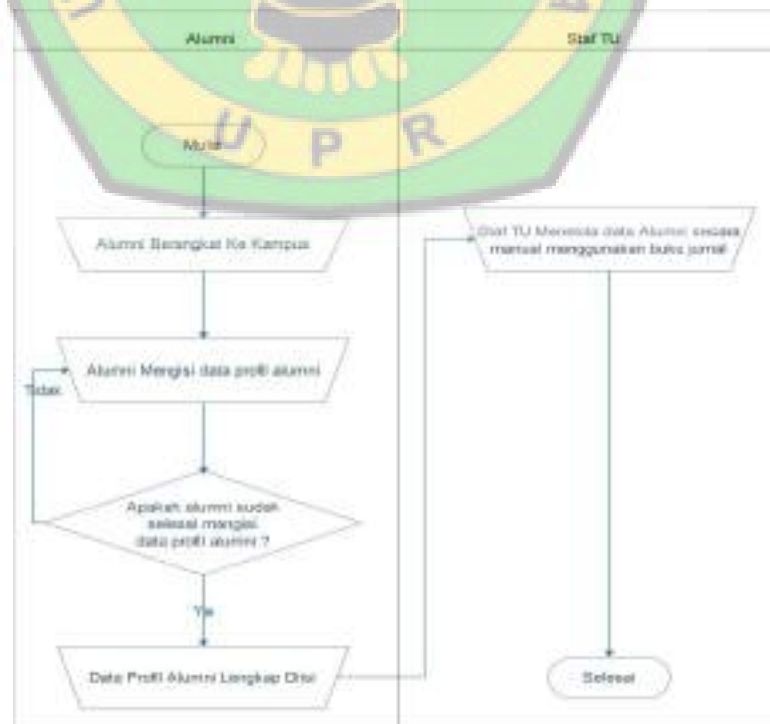 Alumni
Staf TU
U P R
Mulai
Alumni Berangkat Ke Kampus
Staf TU Mengelola data Alumni secara
manual menggunakan buku jurnal
Alumni Mengisi data profil alumni
Tidak
Apakah alumni sudah
selesai mengisi
data profil alumni ?
Ya
Data Profil Alumni Lengkap Diisi
Selesai